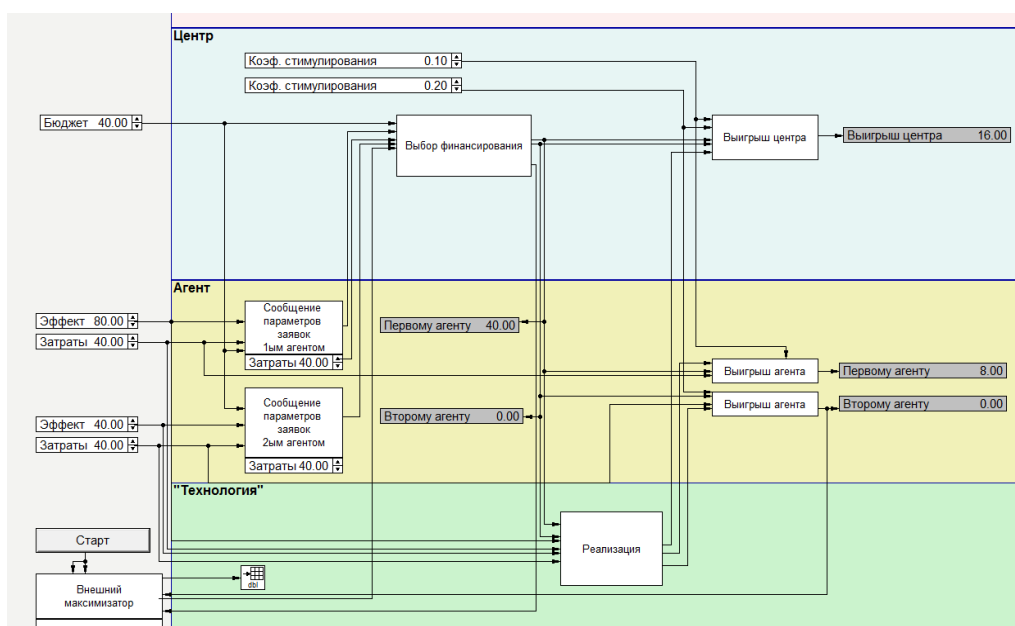 Центр
Коэф. стимулирования 0.10
Коэф. стимулирования 0.20
Бюджет 40.00
Выбор финансирования
Выигрыш центра
Выигрыш центра 16.00
Агент
Эффект 80.00
Затраты 40.00
Сообщение
параметров
заявок
1ым агентом
Затраты 40.00
Первому агенту 40.00
Выигрыш агента
Первому агенту 8.00
Эффект 40.00
Затраты 40.00
Сообщение
параметров
заявок
2ым агентом
Затраты 40.00
Второму агенту 0.00
Выигрыш агента
Второму агенту 0.00
"Технология"
Старт
Реализация
Внешний
максимизатор
dbl